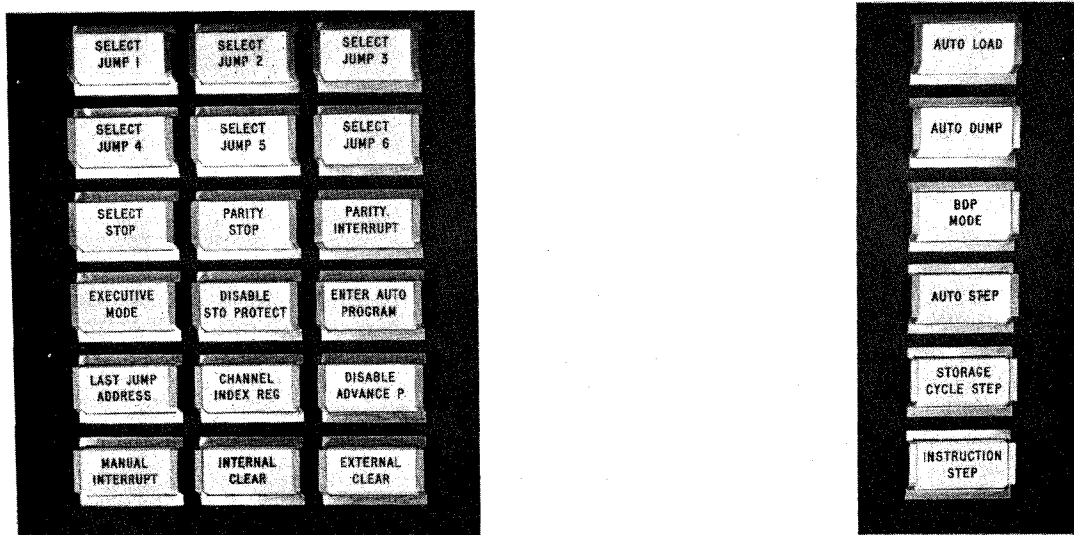 SELECT
JUMP 1
SELECT
JUMP 2
SELECT
JUMP 3
SELECT
JUMP 4
SELECT
JUMP 5
SELECT
JUMP 6
SELECT
STOP
PARITY
STOP
PARITY
INTERRUPT
EXECUTIVE
MODE
DISABLE
STO PROTECT
ENTER AUTO
PROGRAM
LAST JUMP
ADDRESS
CHANNEL
INDEX REG
DISABLE
ADVANCE P
MANUAL
INTERRUPT
INTERNAL
CLEAR
EXTERNAL
CLEAR
AUTO LOAD
AUTO DUMP
BDP
MODE
AUTO STEP
STORAGE
CYCLE STEP
INSTRUCTION
STEP